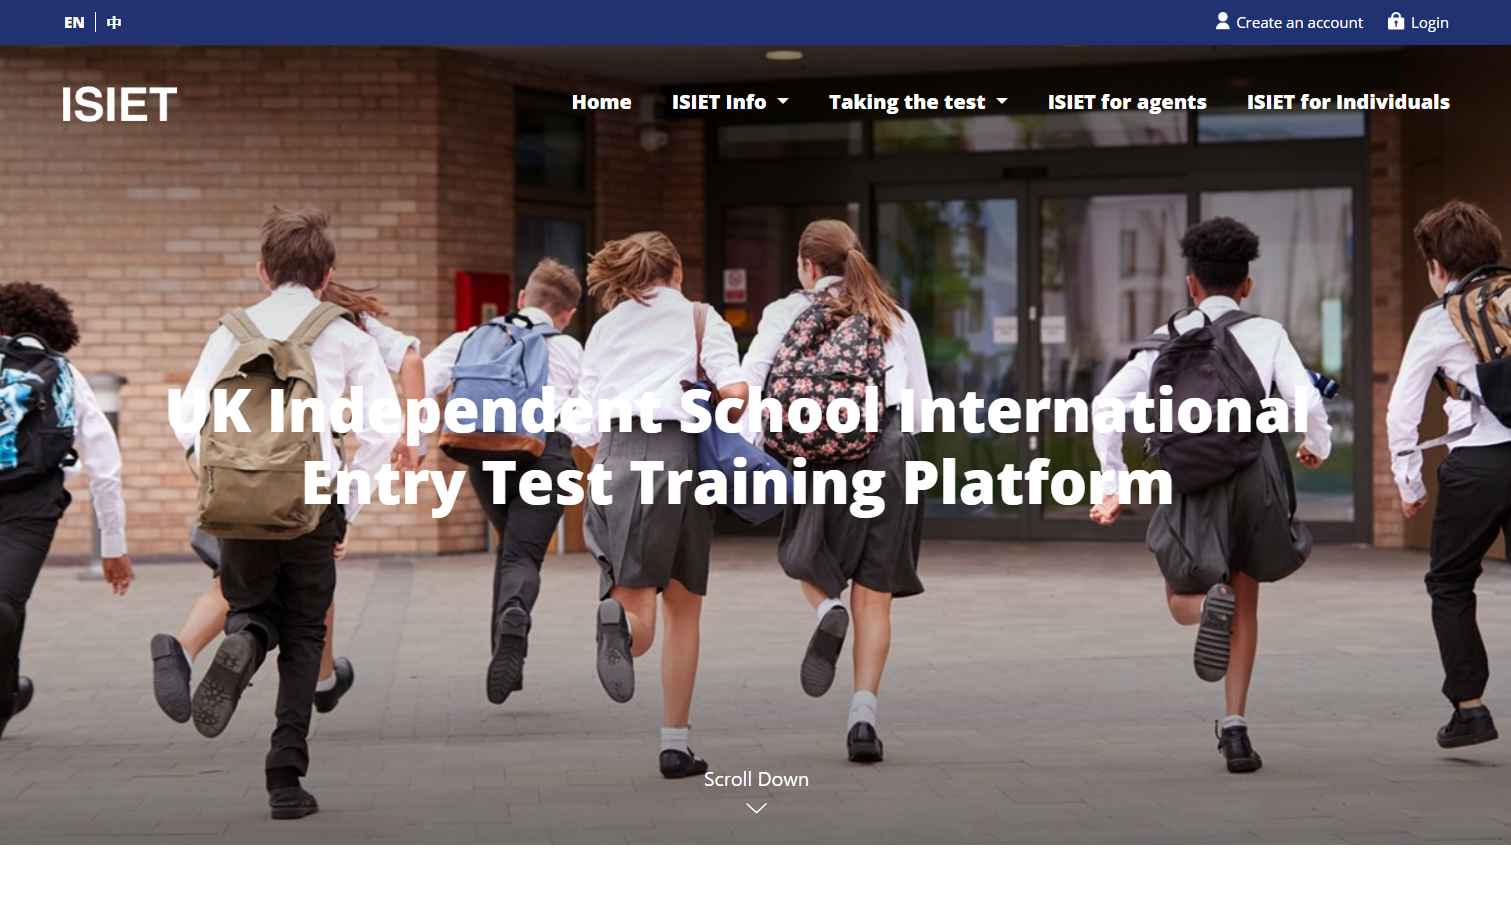 EN
中
Create an account
Login
ISIET
Home
ISIET Info
Taking the test
ISIET for agents
ISIET for Individuals
UK Independent School International
Entry Test Training Platform
Scroll Down